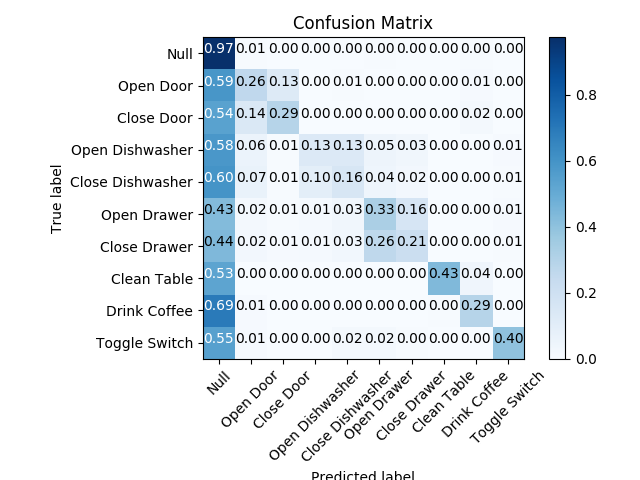 Confusion Matrix
Null 0.97 0.01 0.00 0.00 0.00 0.00 0.00 0.00 0.00 0.00
Open Door 0.59 0.26 0.13 0.00 0.01 0.00 0.00 0.00 0.01 0.00
Close Door 0.54 0.14 0.29 0.00 0.00 0.00 0.00 0.00 0.02 0.00
Open Dishwasher 0.58 0.06 0.01 0.13 0.13 0.05 0.03 0.00 0.00 0.01
Close Dishwasher 0.60 0.07 0.01 0.10 0.16 0.04 0.02 0.00 0.00 0.01
Open Drawer 0.43 0.02 0.01 0.01 0.03 0.33 0.16 0.00 0.00 0.01
Close Drawer 0.44 0.02 0.01 0.01 0.03 0.26 0.21 0.00 0.00 0.01
Clean Table 0.53 0.00 0.00 0.00 0.00 0.00 0.00 0.43 0.04 0.00
Drink Coffee 0.69 0.01 0.00 0.00 0.00 0.00 0.00 0.00 0.29 0.00
Toggle Switch 0.55 0.01 0.00 0.00 0.02 0.02 0.00 0.00 0.00 0.40
True label
Null
Open Door
Close Door
Open Dishwasher
Close Dishwasher
Open Drawer
Close Drawer
Clean Table
Drink Coffee
Toggle Switch
Predicted label
0.8
0.6
0.4
0.2
0.0